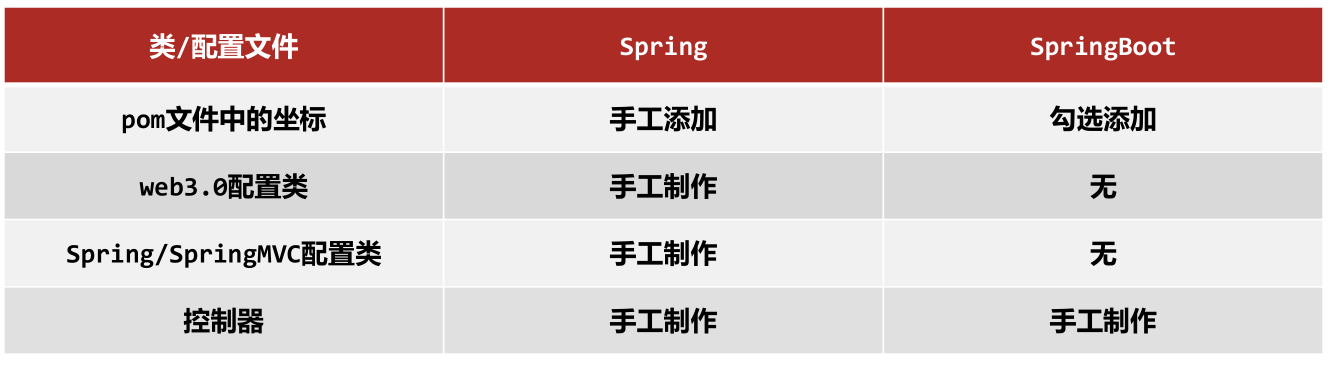 类/配置文件 Spring SpringBoot
pom文件中的坐标 手工添加 勾选添加
web3.0配置类 手工制作 无
Spring/SpringMVC配置类 手工制作 无
控制器 手工制作 手工制作